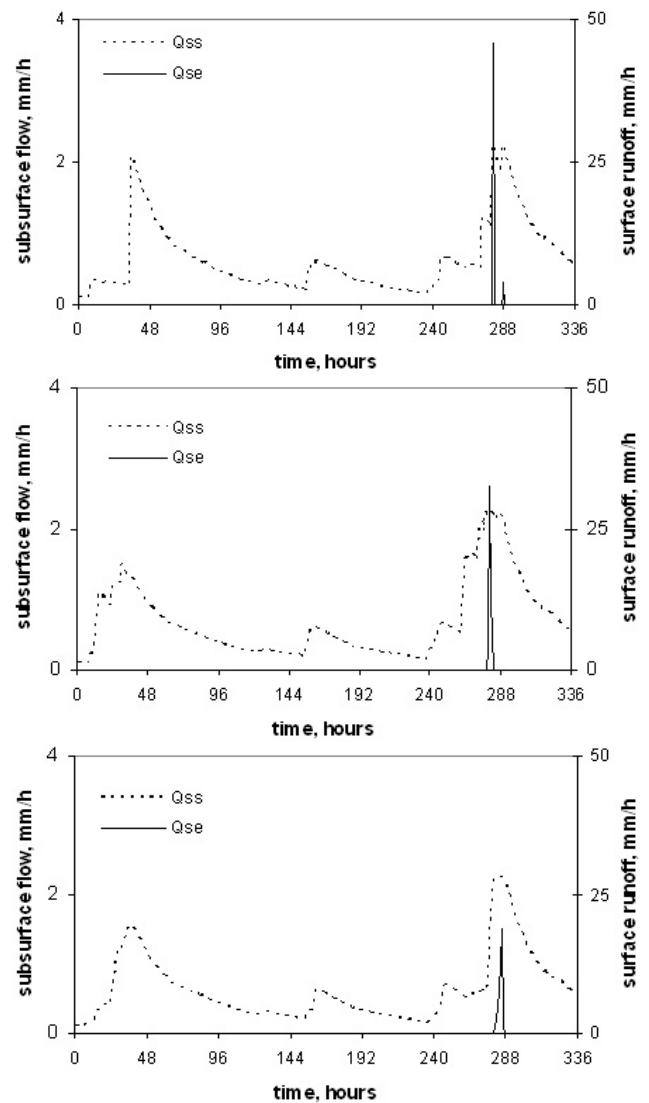 4
50
Qss
Qse
subsurface flow, mm/h
surface runoff, mm/h
2
25
0
0
0 48 96 144 192 240 288 336
time, hours
4
50
Qss
Qse
subsurface flow, mm/h
surface runoff, mm/h
2
25
0
0
0 48 96 144 192 240 288 336
time, hours
4
50
Qss
Qse
subsurface flow, mm/h
surface runoff, mm/h
2
25
0
0
0 48 96 144 192 240 288 336
time, hours